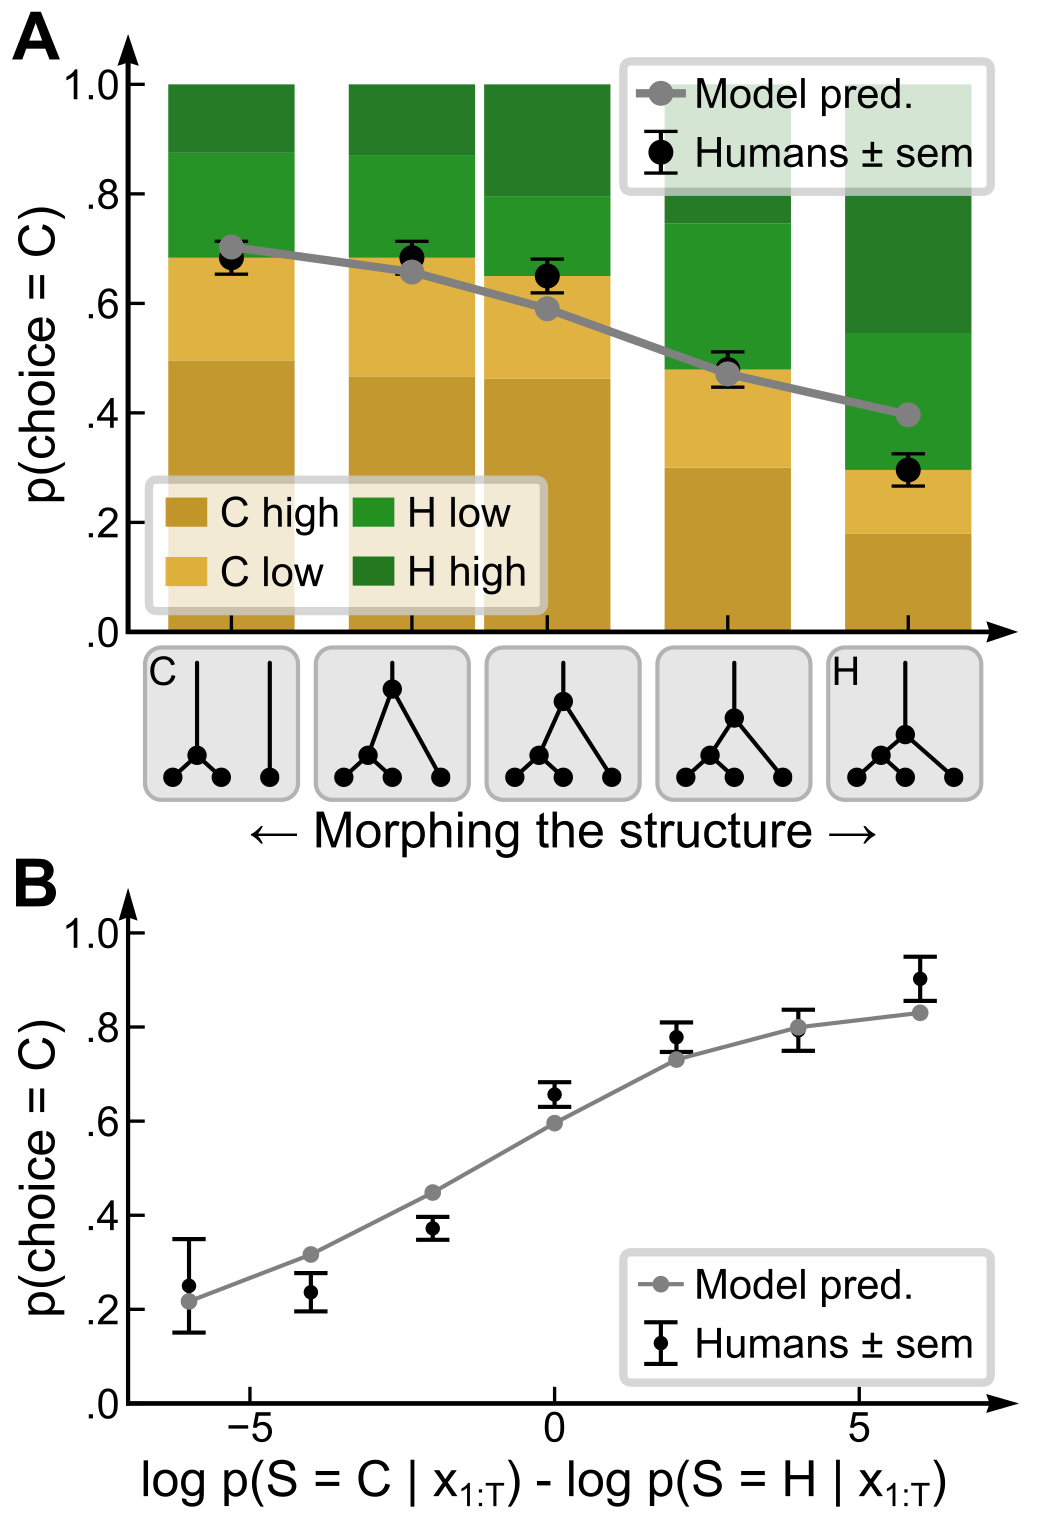 A
1.0
.8
.6
.4
.2
.0
p(choice = C)
Model pred.
Humans ± sem
C high H low
C low H high
C H
← Morphing the structure →
B
1.0
.8
.6
.4
.2
.0
p(choice = C)
Model pred.
Humans ± sem
−5 0 5
log p(S = C | x1:T) - log p(S = H | x1:T)